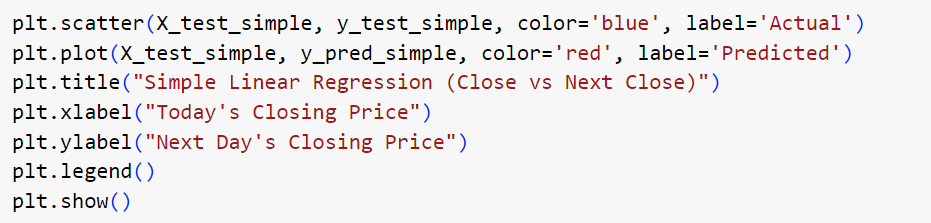 plt.scatter(X_test_simple, y_test_simple, color='blue', label='Actual')
plt.plot(X_test_simple, y_pred_simple, color='red', label='Predicted')
plt.title("Simple Linear Regression (Close vs Next Close)")
plt.xlabel("Today's Closing Price")
plt.ylabel("Next Day's Closing Price")
plt.legend()
plt.show()